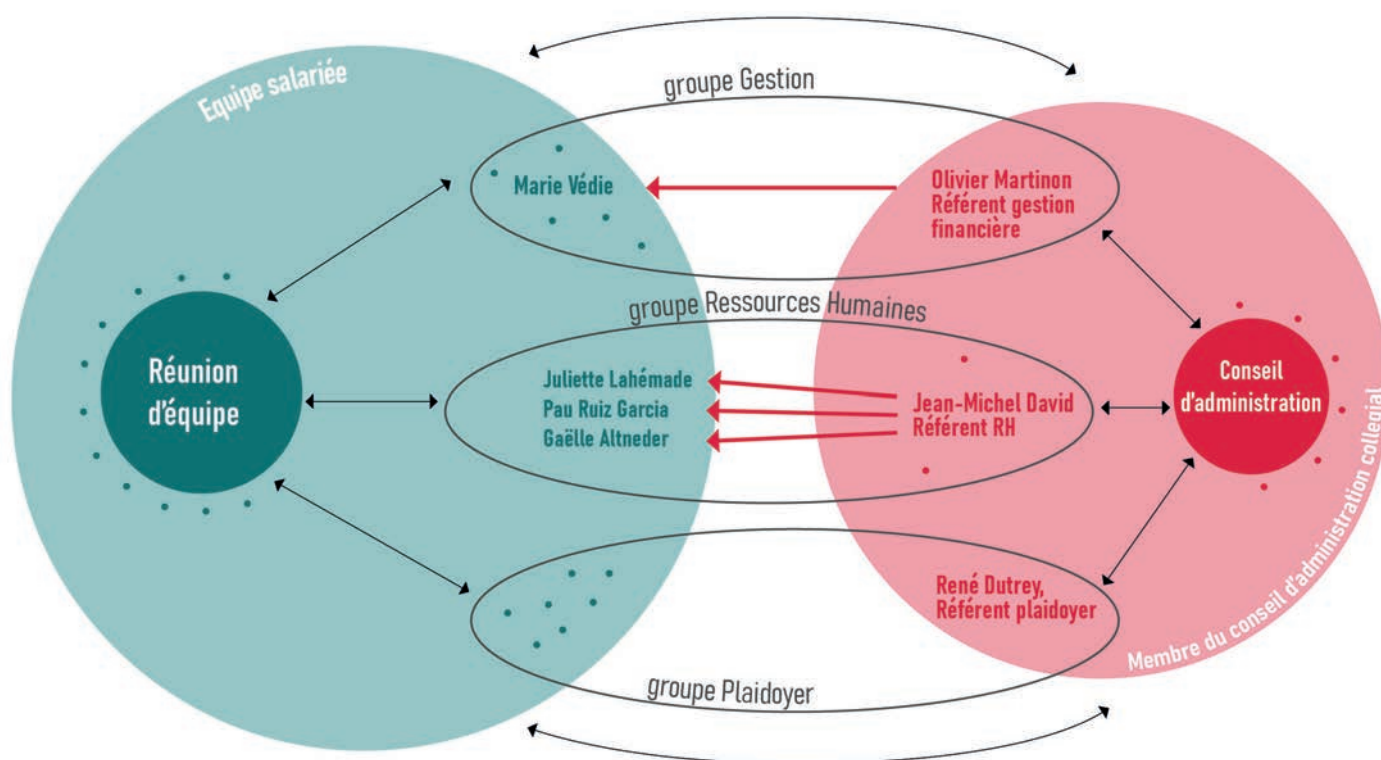 Equipe salariée
groupe Gestion
Marie Védie
Olivier Martinon
Référent gestion
financière
groupe Ressources Humaines
Réunion
d'équipe
Juliette Lahémade
Pau Ruiz Garcia
Gaëlle Altneder
Jean-Michel David
Référent RH
Conseil
d'administration
Membre du conseil d'administration collégial
René Dutrey,
Référent plaidoyer
groupe Plaidoyer